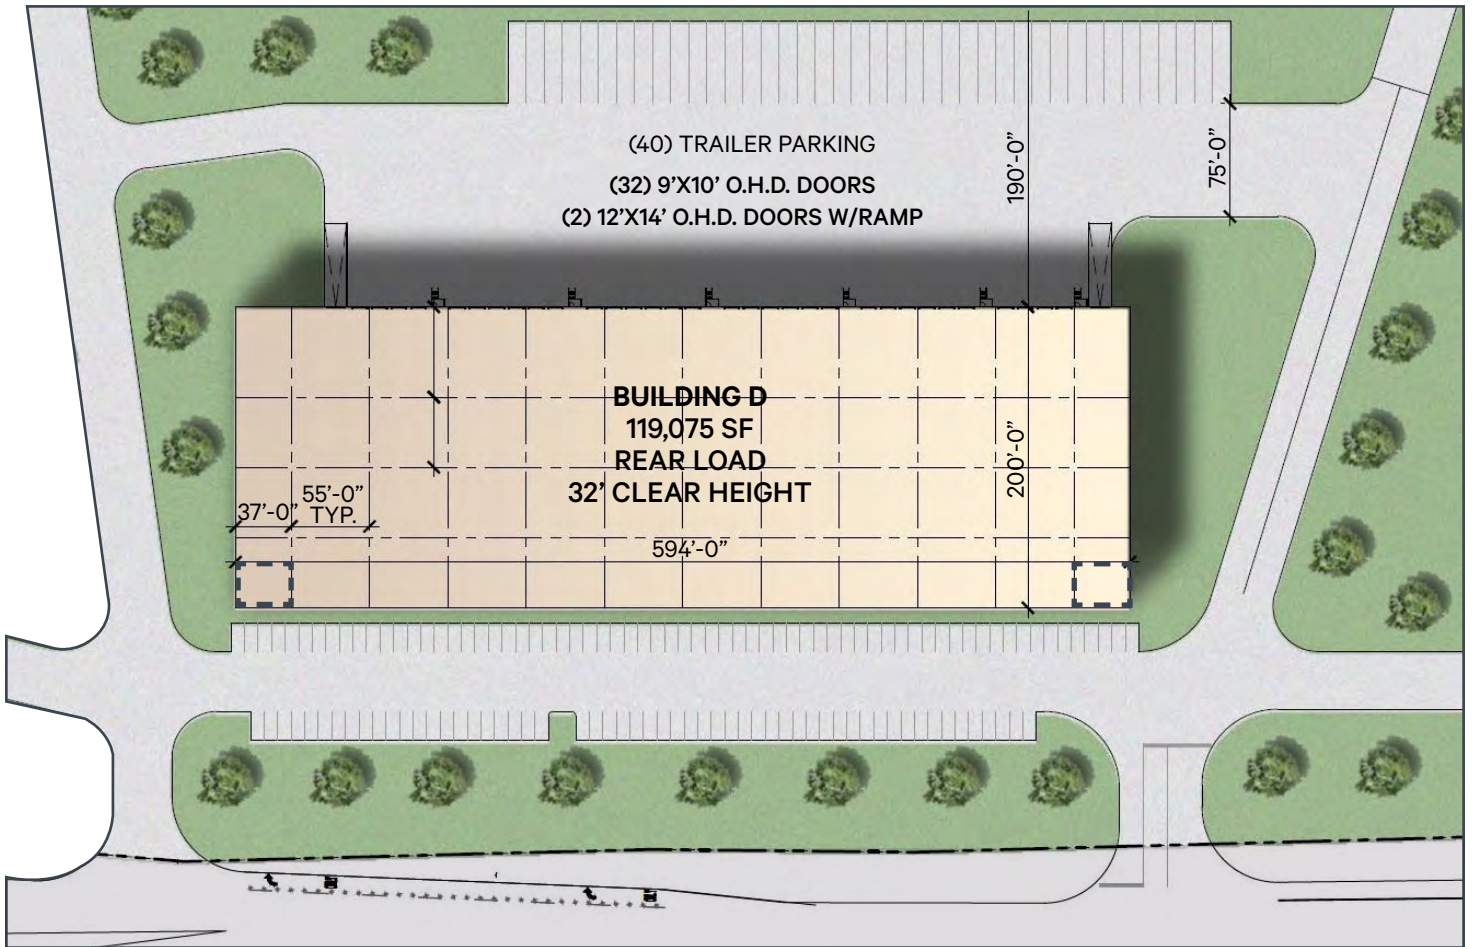 (40) TRAILER PARKING
(32) 9’X10’ O.H.D. DOORS
(2) 12’X14’ O.H.D. DOORS W/RAMP
190’-0”
75’-0”
BUILDING D
119,075 SF
REAR LOAD
32’ CLEAR HEIGHT
200’-0”
37’-0”
55’-0”
TYP.
594’-0”